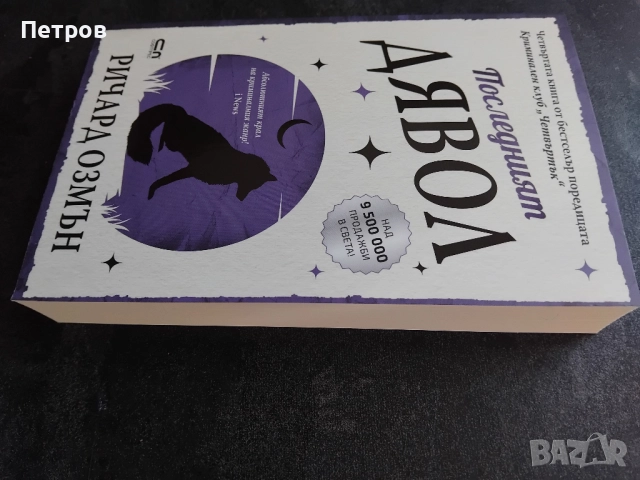 Петров
Четвъртата книга от бестселър поредицата
Криминален клуб „Четвъртък“
Последният
ДЯВОЛ
НАД
9 500 000
ПРОДАЖБИ
В СВЕТА!
Абсолютният крал
на криминалния жанр!
i News
РИЧАРД ОЗМЪН
BAZAR